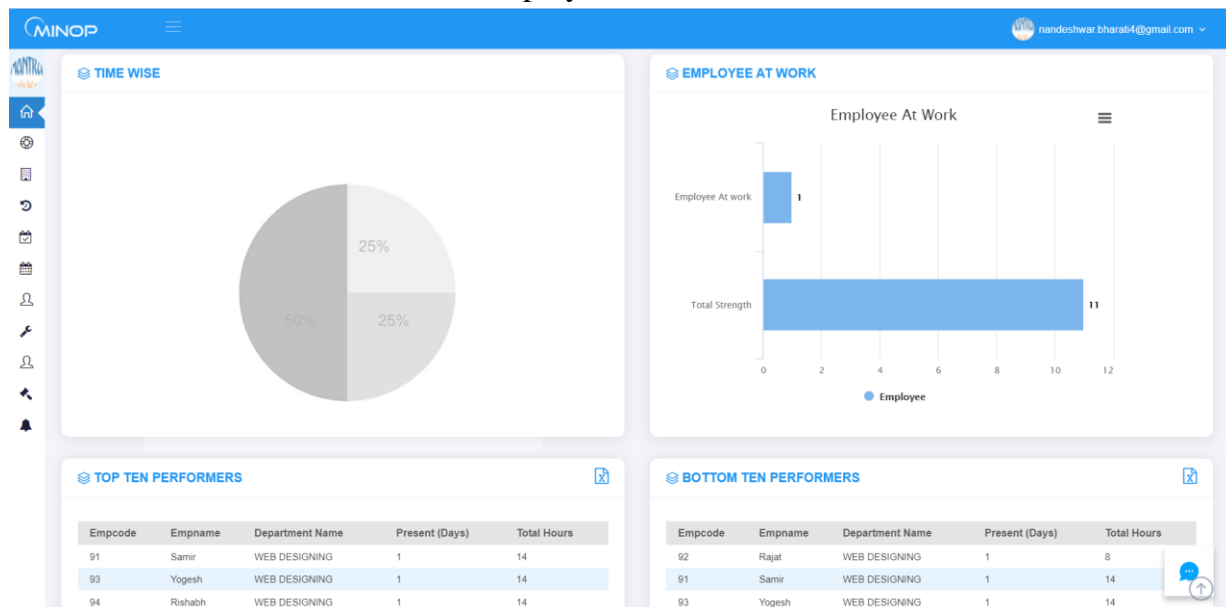 MINOP
nandeshwar.bharati4@gmail.com
MANTRA
TIME WISE
25%
50%
25%
EMPLOYEE AT WORK
Employee At Work
Employee At work
1
Total Strength
11
0 2 4 6 8 10 12
Employee
TOP TEN PERFORMERS
Empcode Empname Department Name Present (Days) Total Hours
91 Samir WEB DESIGNING 1 14
93 Yogesh WEB DESIGNING 1 14
94 Rishabh WEB DESIGNING 1 14
BOTTOM TEN PERFORMERS
Empcode Empname Department Name Present (Days) Total Hours
92 Rajat WEB DESIGNING 1 8
91 Samir WEB DESIGNING 1 14
93 Yogesh WEB DESIGNING 1 14